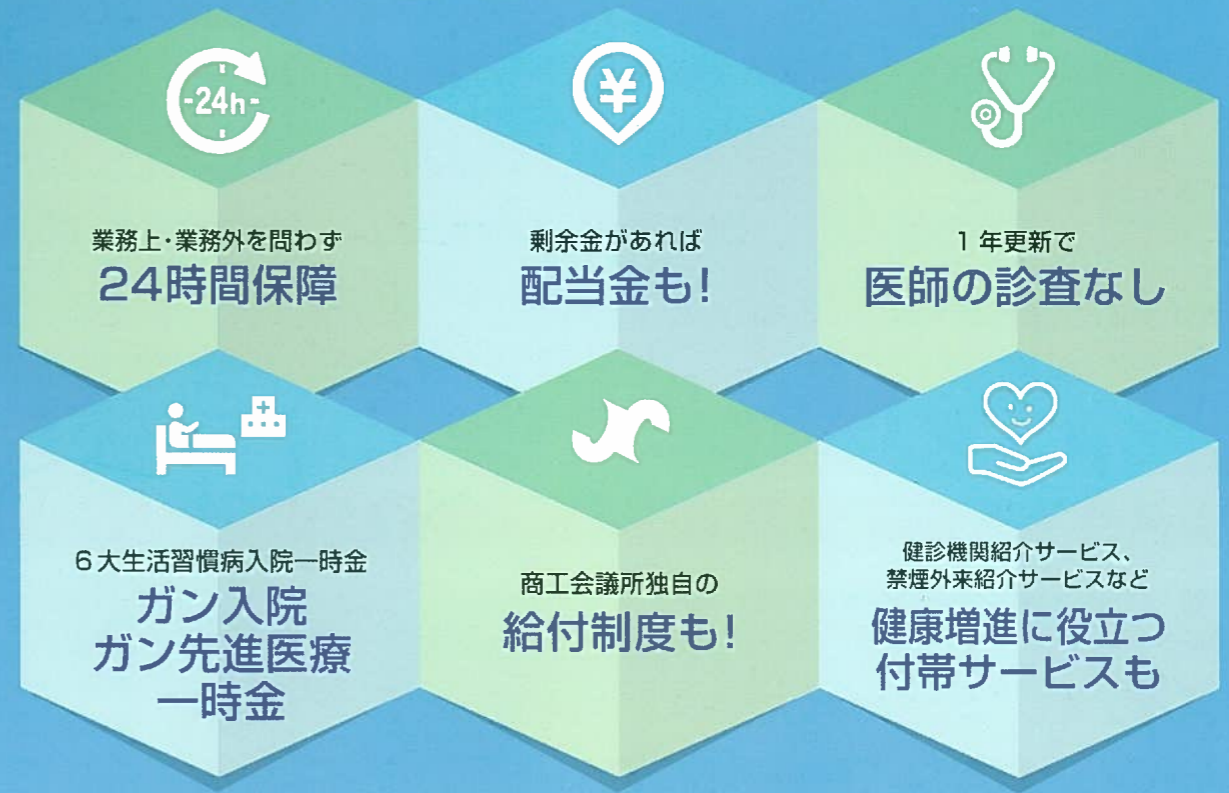 -24h-
¥
業務上・業務外を問わず
24時間保障
剰余金があれば
配当金も!
1年更新で
医師の診査なし
6大生活習慣病入院一時金
ガン入院
ガン先進医療
一時金
商工会議所独自の
給付制度も!
健診機関紹介サービス、
禁煙外来紹介サービスなど
健康増進に役立つ
付帯サービスも